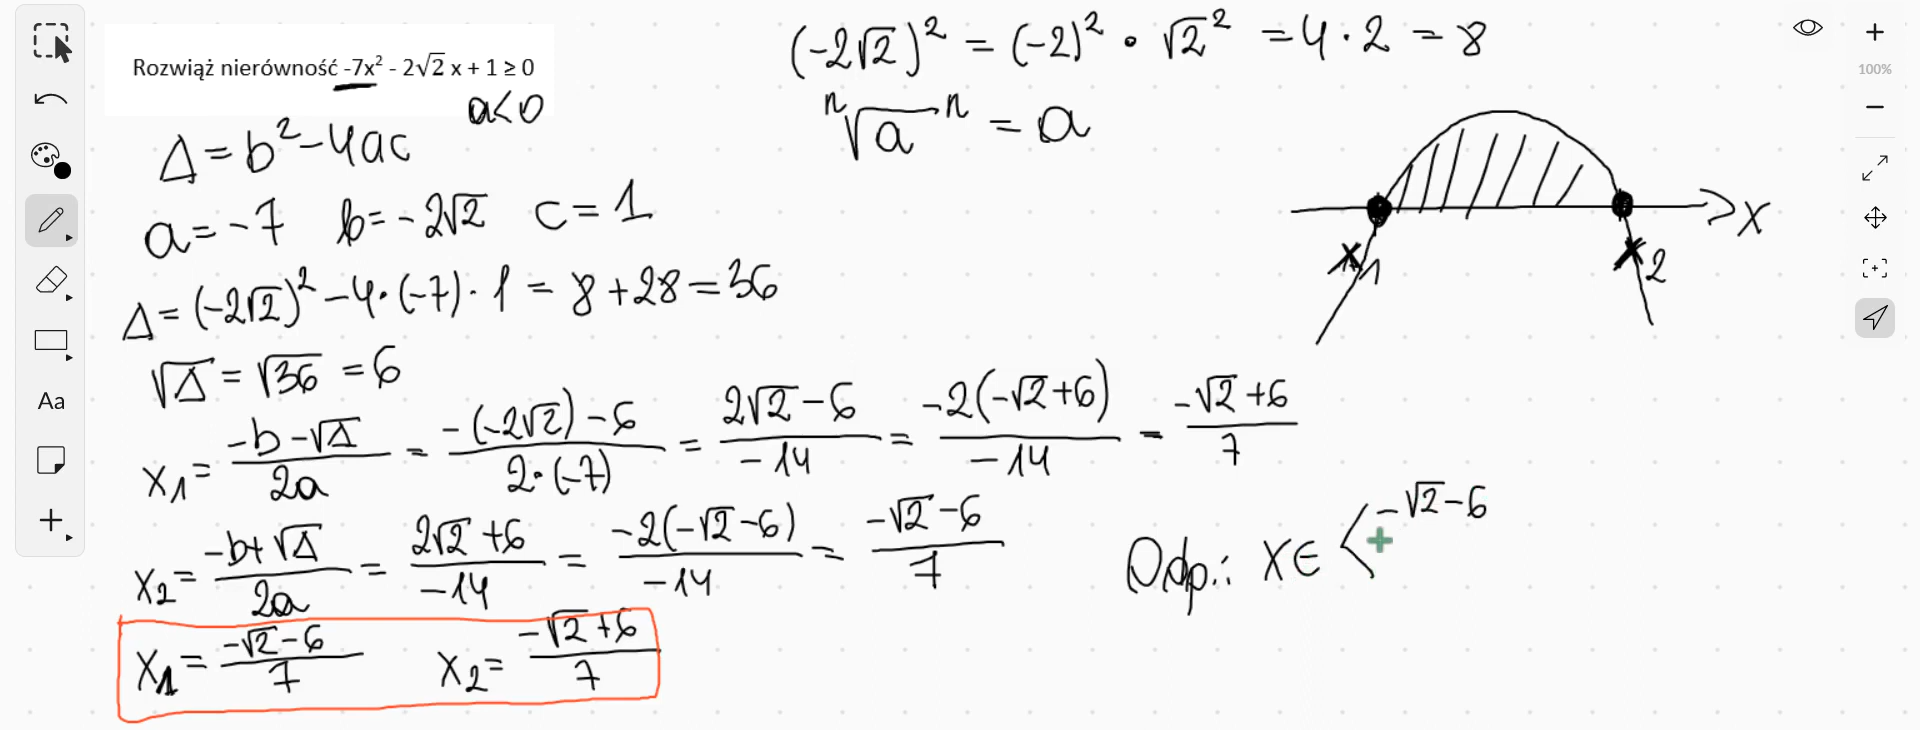 Rozwiąż nierówność -7x² - 2√2 x + 1 ≥ 0
a<0
(-2√2)² = (-2)² • √2² = 4 · 2 = 8
ⁿ√aⁿ = a
Δ = b² - 4ac
a = -7 b = -2√2 c = 1
Δ = (-2√2)² - 4·(-7)·1 = 8 + 28 = 36
√Δ = √36 = 6
x₁ = (-b - √Δ)/(2a) = (-(-2√2) - 6)/(2·(-7)) = (2√2 - 6)/(-14) = (-2(-√2 + 6))/(-14) = (-√2 + 6)/7
x₂ = (-b + √Δ)/(2a) = (2√2 + 6)/(-14) = (-2(-√2 - 6))/(-14) = (-√2 - 6)/7
x₁ = (-√2 - 6)/7 x₂ = (-√2 + 6)/7
x
x₁ x₂
Odp.: x ∈ < -√2 - 6
100%
Aa